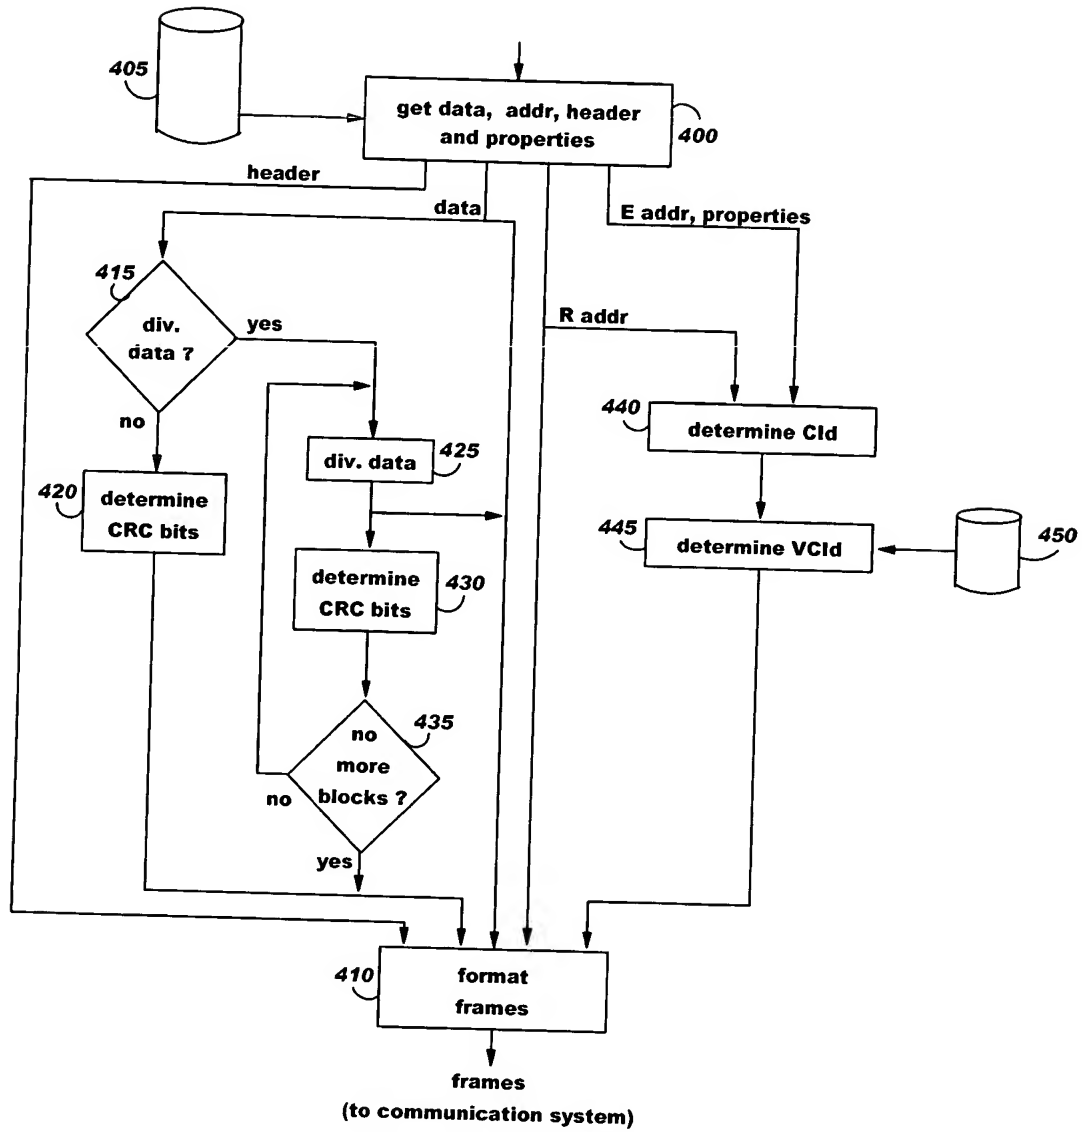 405
get data, addr, header
and properties
400
header
data
E addr, properties
415
div.
data ?
yes
R addr
no
440
determine CId
420
determine
CRC bits
div. data
425
445
determine VCId
450
determine
CRC bits
430
435
no
more
blocks ?
no
yes
410
format
frames
frames
(to communication system)